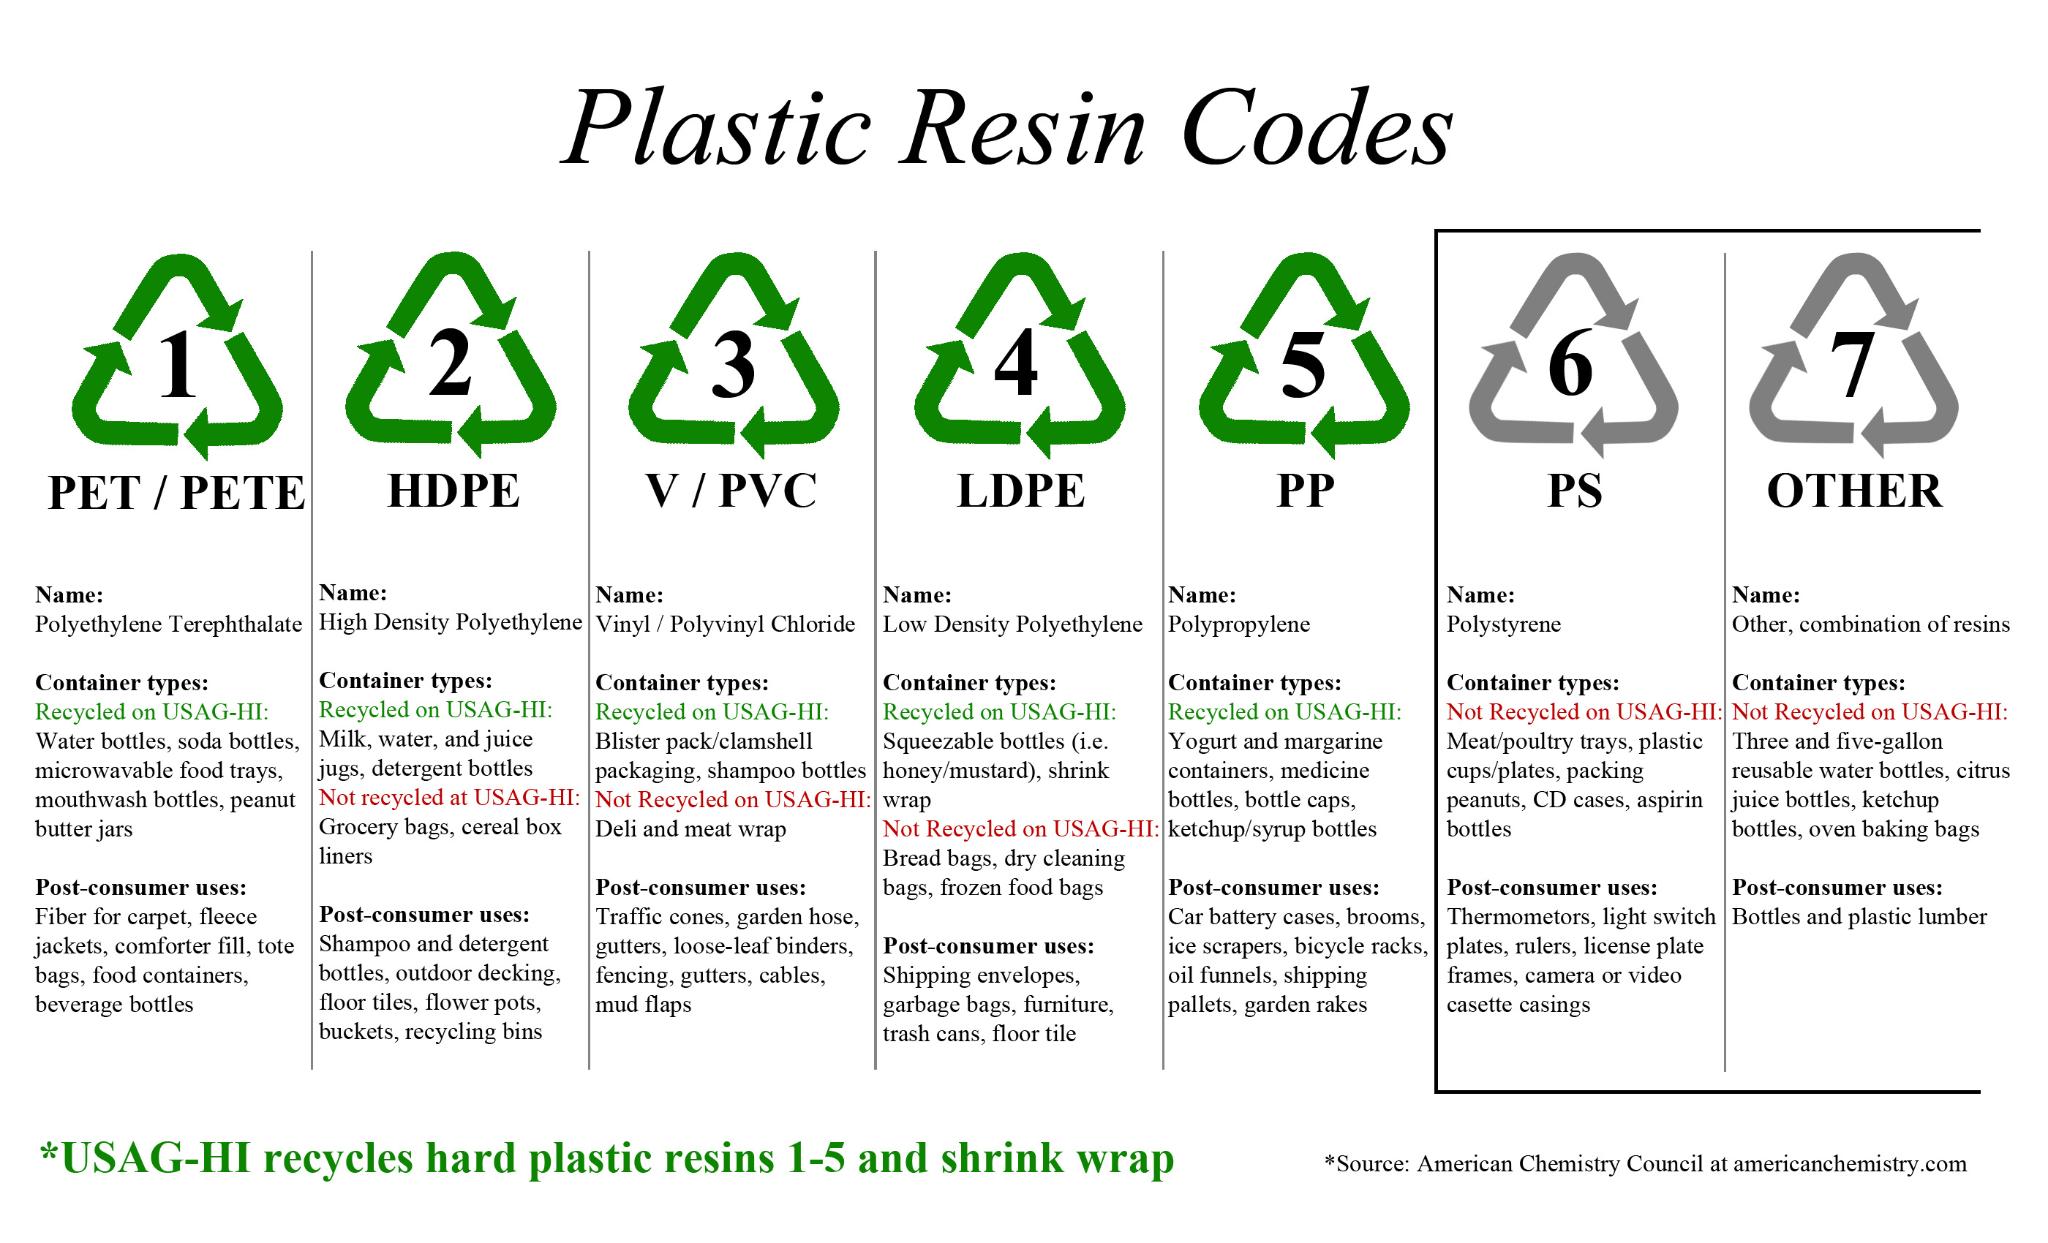 Plastic Resin Codes
1
PET / PETE
Name:
Polyethylene Terephthalate
Container types:
Recycled on USAG-HI:
Water bottles, soda bottles,
microwavable food trays,
mouthwash bottles, peanut
butter jars
Post-consumer uses:
Fiber for carpet, fleece
jackets, comforter fill, tote
bags, food containers,
beverage bottles
2
HDPE
Name:
High Density Polyethylene
Container types:
Recycled on USAG-HI:
Milk, water, and juice
jugs, detergent bottles
Not recycled at USAG-HI:
Grocery bags, cereal box
liners
Post-consumer uses:
Shampoo and detergent
bottles, outdoor decking,
floor tiles, flower pots,
buckets, recycling bins
3
V / PVC
Name:
Vinyl / Polyvinyl Chloride
Container types:
Recycled on USAG-HI:
Blister pack/clamshell
packaging, shampoo bottles
Not Recycled on USAG-HI:
Deli and meat wrap
Post-consumer uses:
Traffic cones, garden hose,
gutters, loose-leaf binders,
fencing, gutters, cables,
mud flaps
4
LDPE
Name:
Low Density Polyethylene
Container types:
Recycled on USAG-HI:
Squeezable bottles (i.e.
honey/mustard), shrink
wrap
Not Recycled on USAG-HI:
Bread bags, dry cleaning
bags, frozen food bags
Post-consumer uses:
Shipping envelopes,
garbage bags, furniture,
trash cans, floor tile
5
PP
Name:
Polypropylene
Container types:
Recycled on USAG-HI:
Yogurt and margarine
containers, medicine
bottles, bottle caps,
ketchup/syrup bottles
Post-consumer uses:
Car battery cases, brooms,
ice scrapers, bicycle racks,
oil funnels, shipping
pallets, garden rakes
6
PS
Name:
Polystyrene
Container types:
Not Recycled on USAG-HI:
Meat/poultry trays, plastic
cups/plates, packing
peanuts, CD cases, aspirin
bottles
Post-consumer uses:
Thermometors, light switch
plates, rulers, license plate
frames, camera or video
casette casings
7
OTHER
Name:
Other, combination of resins
Container types:
Not Recycled on USAG-HI:
Three and five-gallon
reusable water bottles, citrus
juice bottles, ketchup
bottles, oven baking bags
Post-consumer uses:
Bottles and plastic lumber
*USAG-HI recycles hard plastic resins 1-5 and shrink wrap
*Source: American Chemistry Council at americanchemistry.com